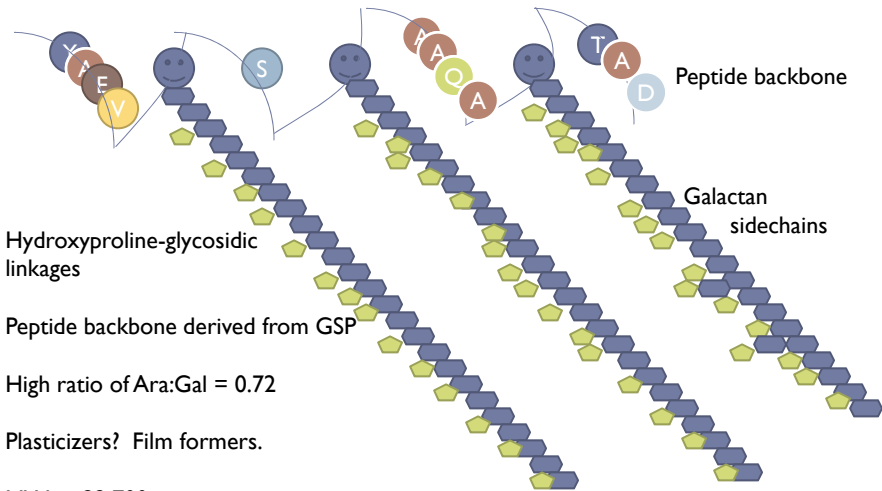 A
E
V
S
A
Q
A
T
A
D
Peptide backbone
Galactan
sidechains
Hydroxyproline-glycosidic
linkages
Peptide backbone derived from GSP
High ratio of Ara:Gal = 0.72
Plasticizers? Film formers.